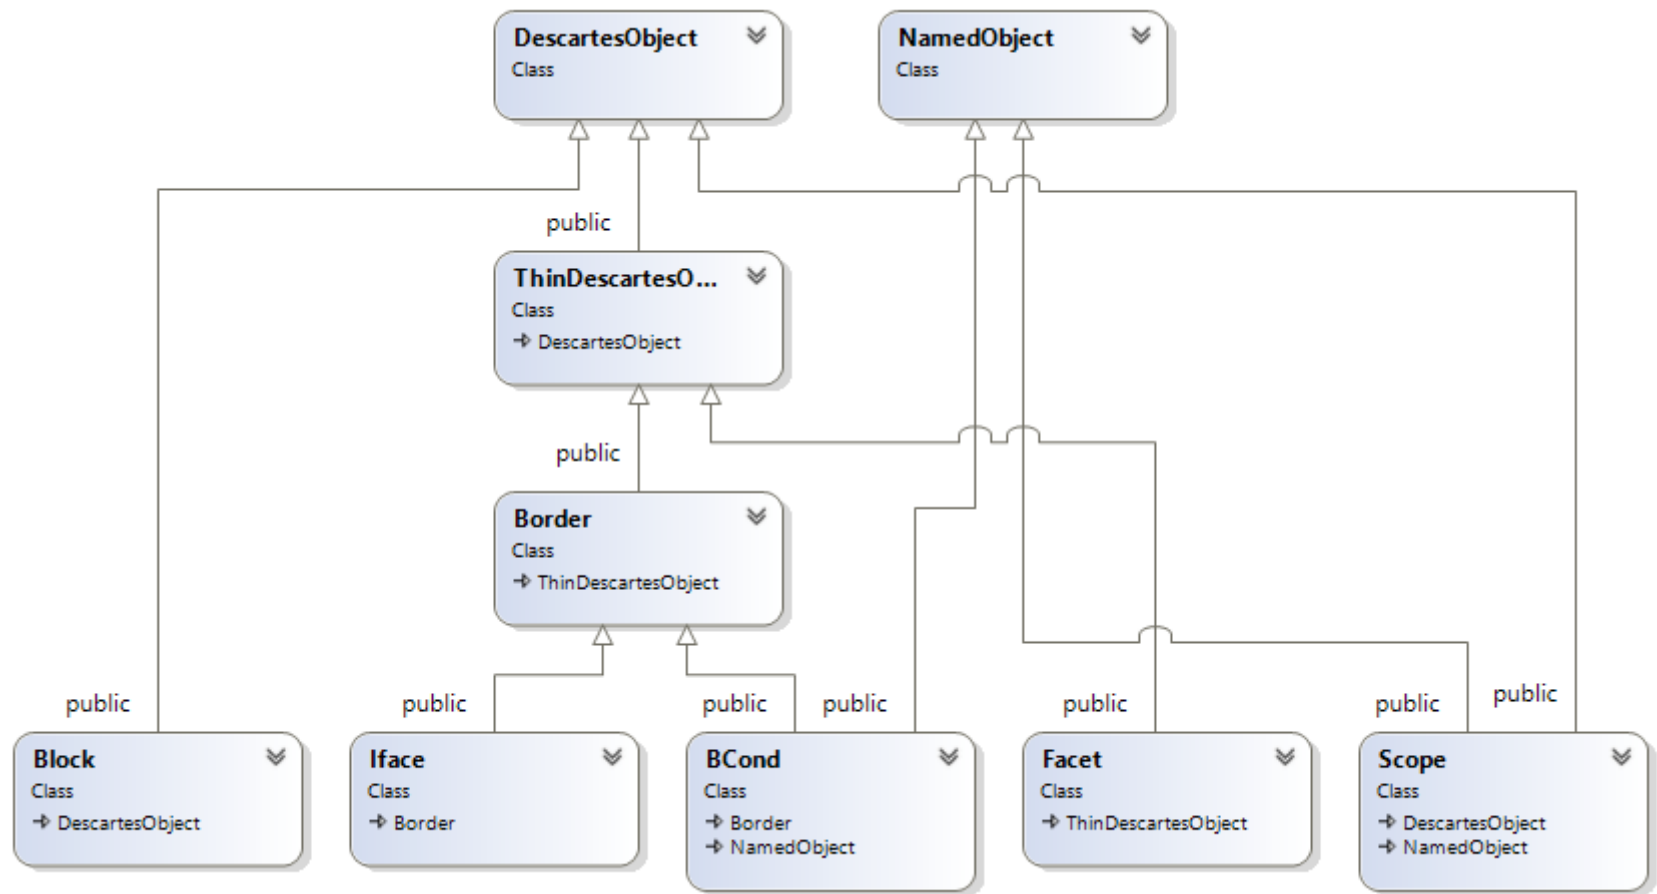 DescartesObject
Class
NamedObject
Class
public
ThinDescartesO...
Class
DescartesObject
public
Border
Class
ThinDescartesObject
public
public
public
public
public
public
public
Block
Class
DescartesObject
Iface
Class
Border
BCond
Class
Border
NamedObject
Facet
Class
ThinDescartesObject
Scope
Class
DescartesObject
NamedObject